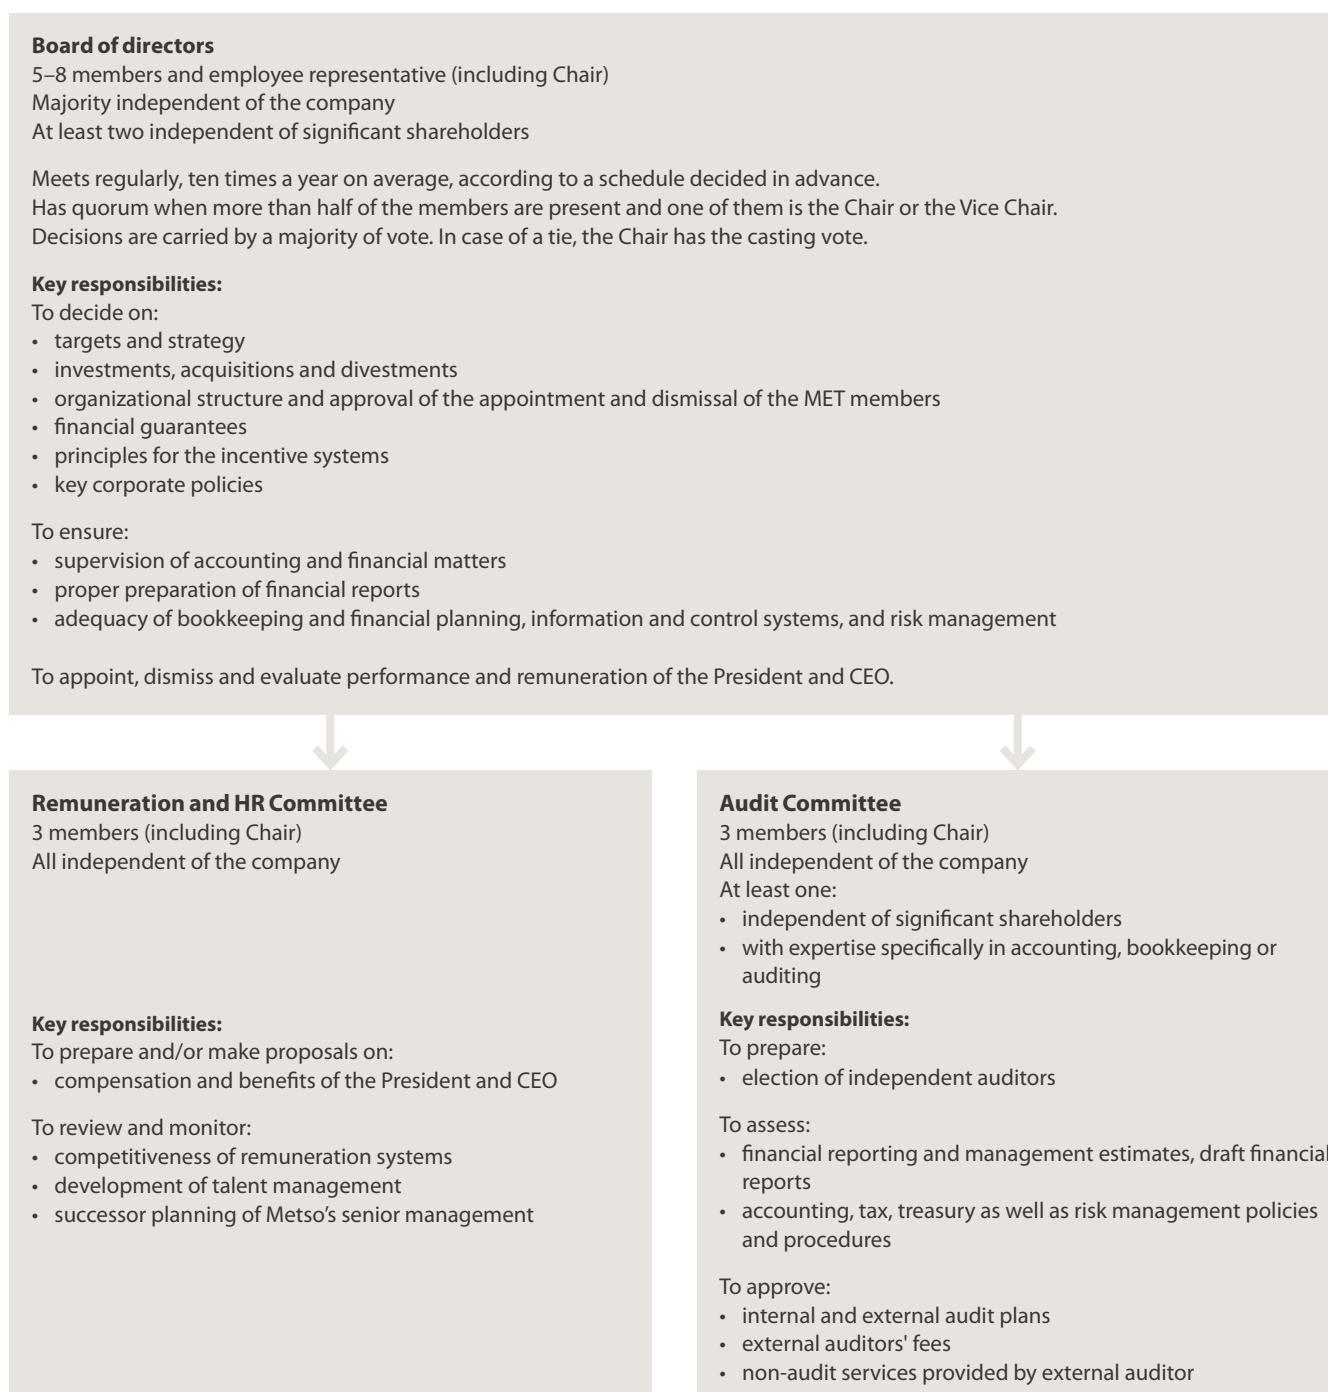 Board of directors
5–8 members and employee representative (including Chair)
Majority independent of the company
At least two independent of significant shareholders
Meets regularly, ten times a year on average, according to a schedule decided in advance.
Has quorum when more than half of the members are present and one of them is the Chair or the Vice Chair.
Decisions are carried by a majority of vote. In case of a tie, the Chair has the casting vote.
Key responsibilities:
To decide on:
• targets and strategy
• investments, acquisitions and divestments
• organizational structure and approval of the appointment and dismissal of the MET members
• financial guarantees
• principles for the incentive systems
• key corporate policies
To ensure:
• supervision of accounting and financial matters
• proper preparation of financial reports
• adequacy of bookkeeping and financial planning, information and control systems, and risk management
To appoint, dismiss and evaluate performance and remuneration of the President and CEO.
Remuneration and HR Committee
3 members (including Chair)
All independent of the company
Key responsibilities:
To prepare and/or make proposals on:
• compensation and benefits of the President and CEO
To review and monitor:
• competitiveness of remuneration systems
• development of talent management
• successor planning of Metso’s senior management
Audit Committee
3 members (including Chair)
All independent of the company
At least one:
• independent of significant shareholders
• with expertise specifically in accounting, bookkeeping or
auditing
Key responsibilities:
To prepare:
• election of independent auditors
To assess:
• financial reporting and management estimates, draft financial
reports
• accounting, tax, treasury as well as risk management policies
and procedures
To approve:
• internal and external audit plans
• external auditors' fees
• non-audit services provided by external auditor